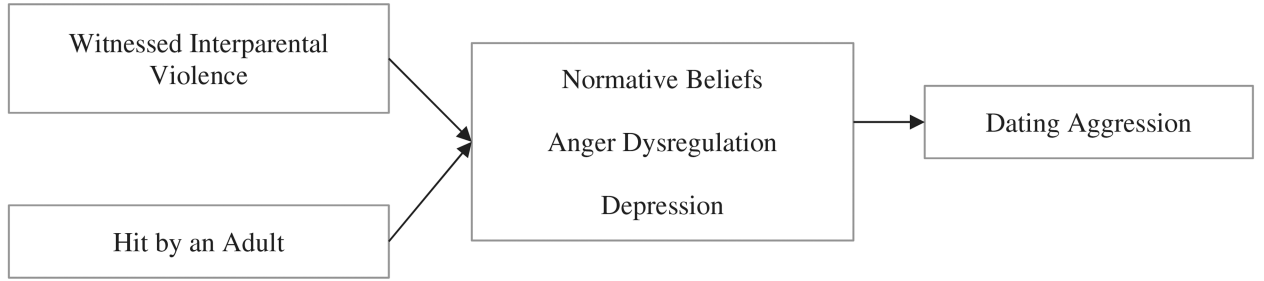 Witnessed Interparental
Violence
Hit by an Adult
Normative Beliefs
Anger Dysregulation
Depression
Dating Aggression